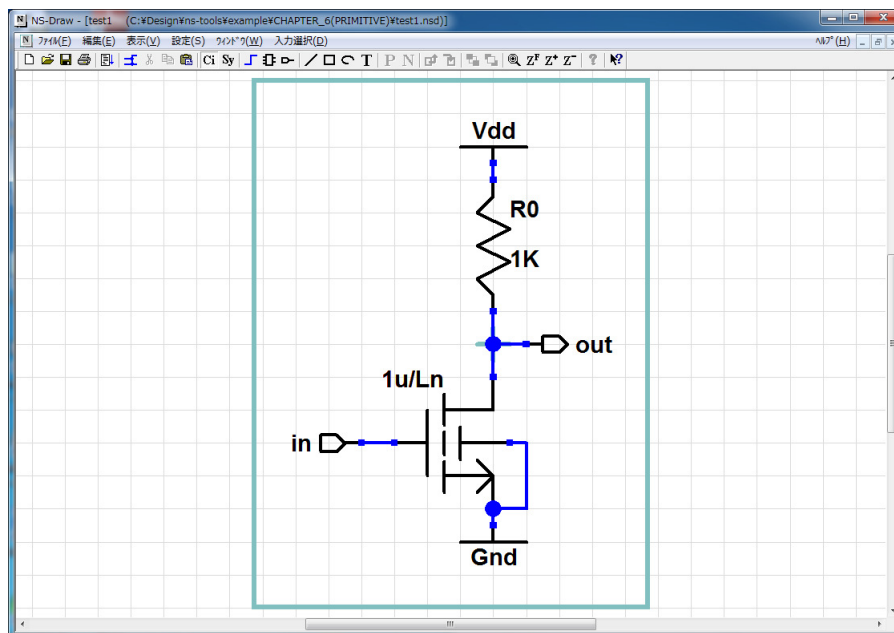 NS-Draw - [test1 (C:¥Design¥ns-tools¥example¥CHAPTER_6(PRIMITIVE)¥test1.nsd)]
ファイル(F) 編集(E) 表示(V) 設定(S) ウィンドウ(W) 入力選択(D) ヘルプ(H)
Ci Sy T P N Z^F Z^+ Z^- ? ?
Vdd
R0
1K
out
1u/Ln
in
Gnd